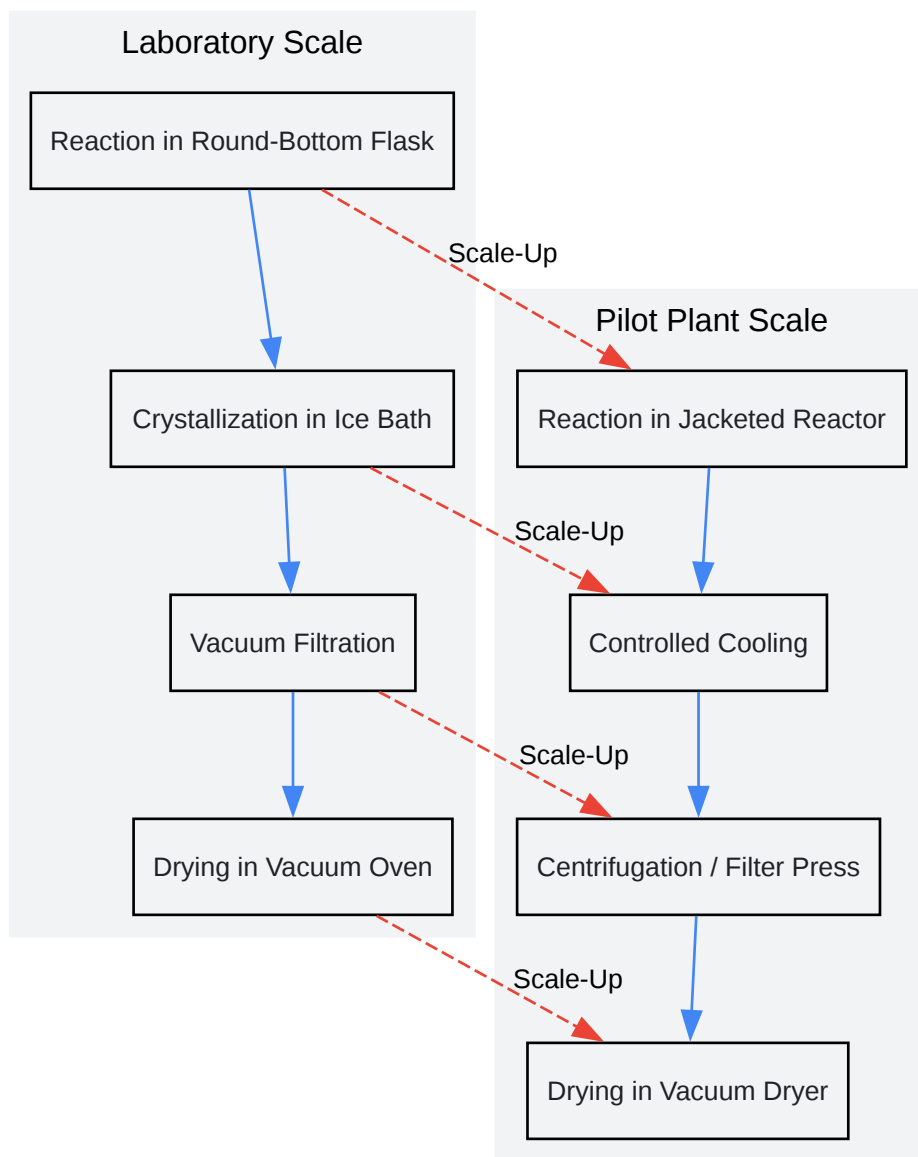 Laboratory Scale
Reaction in Round-Bottom Flask
Scale-Up
Pilot Plant Scale
Crystallization in Ice Bath
Reaction in Jacketed Reactor
Scale-Up
Vacuum Filtration
Controlled Cooling
Scale-Up
Drying in Vacuum Oven
Centrifugation / Filter Press
Scale-Up
Drying in Vacuum Dryer